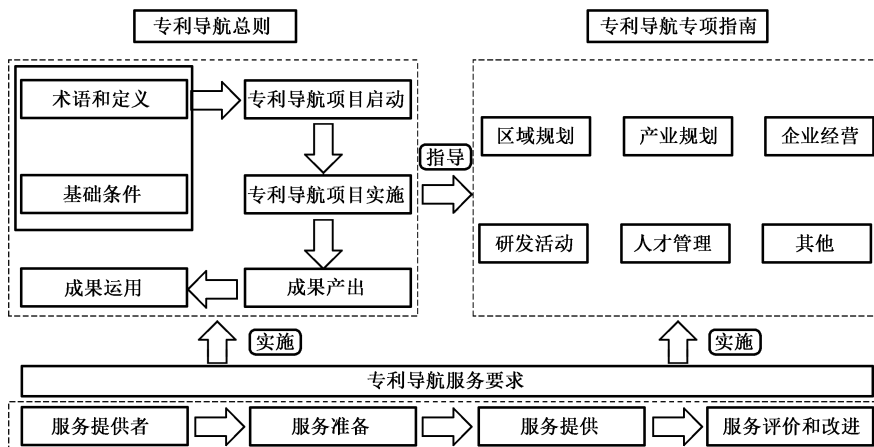 专利导航总则
专利导航专项指南
术语和定义
专利导航项目启动
基础条件
专利导航项目实施
成果运用
成果产出
指导
区域规划
产业规划
企业经营
研发活动
人才管理
其他
实施
实施
专利导航服务要求
服务提供者
服务准备
服务提供
服务评价和改进